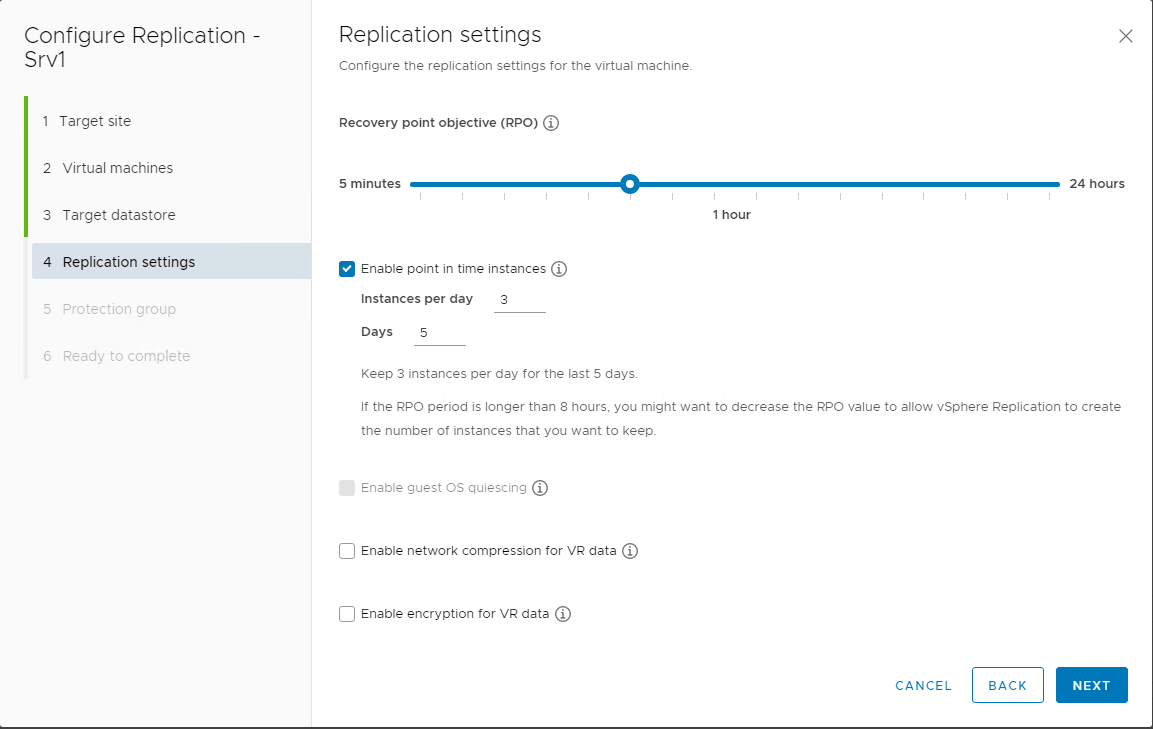 Configure Replication -
Srv1
1 Target site
2 Virtual machines
3 Target datastore
4 Replication settings
5 Protection group
6 Ready to complete
Replication settings
Configure the replication settings for the virtual machine.
Recovery point objective (RPO)
5 minutes
24 hours
1 hour
Enable point in time instances
Instances per day 3
Days 5
Keep 3 instances per day for the last 5 days.
If the RPO period is longer than 8 hours, you might want to decrease the RPO value to allow vSphere Replication to create
the number of instances that you want to keep.
Enable guest OS quiescing
Enable network compression for VR data
Enable encryption for VR data
CANCEL BACK NEXT